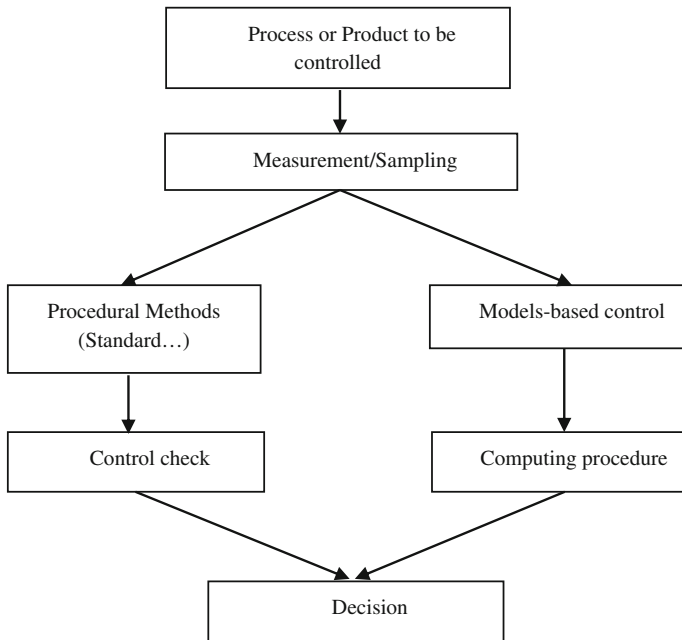 Process or Product to be
controlled
Measurement/Sampling
Procedural Methods
(Standard…)
Models-based control
Control check
Computing procedure
Decision